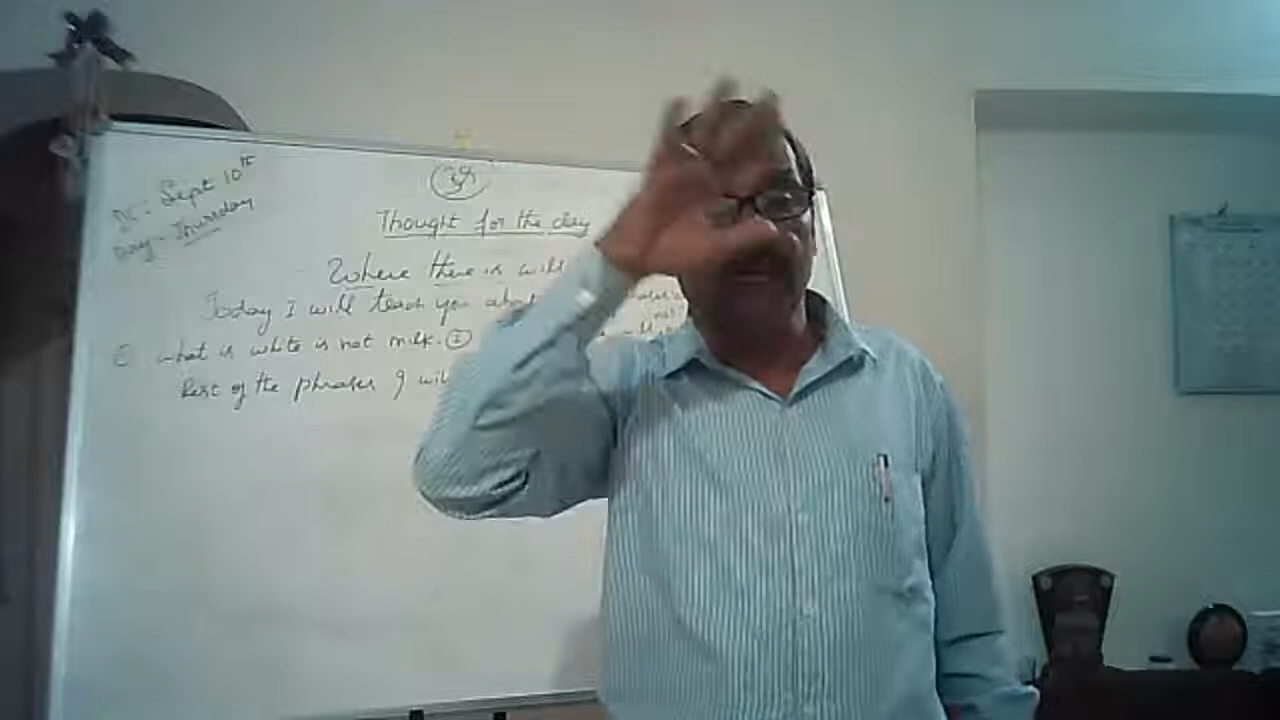 Dt: Sept 10th
Day - Thursday
Thought for the day
Where there is will
Today I will teach you about
what is white is not milk. ②
Rest of the phrases I will